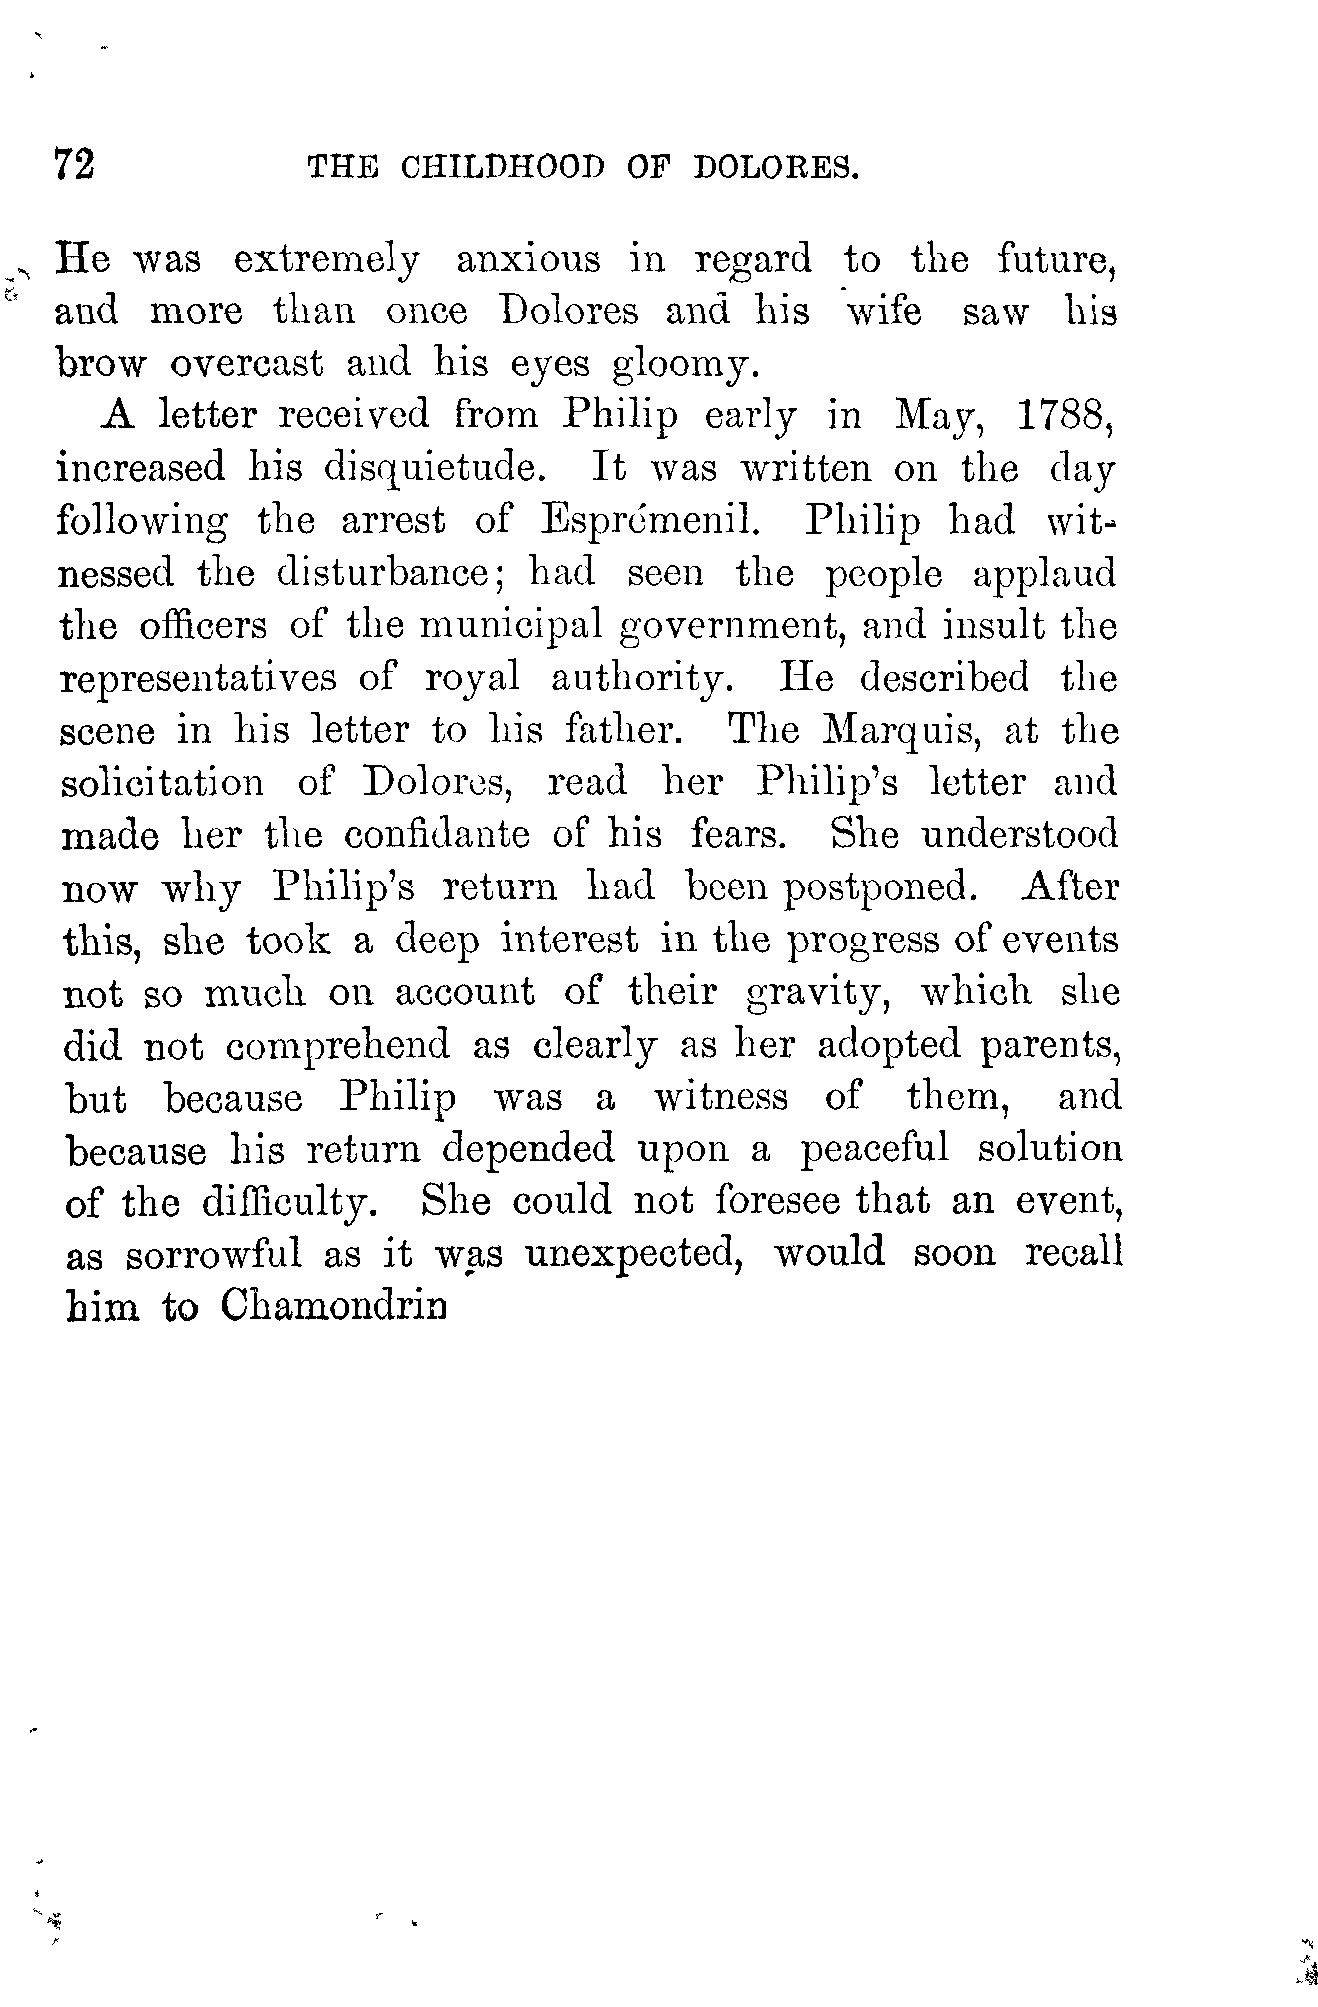 72 THE CHILDHOOD OF DOLORES.
He was extremely anxious in regard to the future,
and more than once Dolores and his wife saw his
brow overcast and his eyes gloomy.
A letter received from Philip early in May, 1788,
increased his disquietude. It was written on the day
following the arrest of Esprémenil. Philip had wit-
nessed the disturbance; had seen the people applaud
the officers of the municipal government, and insult the
representatives of royal authority. He described the
scene in his letter to his father. The Marquis, at the
solicitation of Dolores, read her Philip's letter and
made her the confidante of his fears. She understood
now why Philip's return had been postponed. After
this, she took a deep interest in the progress of events
not so much on account of their gravity, which she
did not comprehend as clearly as her adopted parents,
but because Philip was a witness of them, and
because his return depended upon a peaceful solution
of the difficulty. She could not foresee that an event,
as sorrowful as it was unexpected, would soon recall
him to Chamondrin